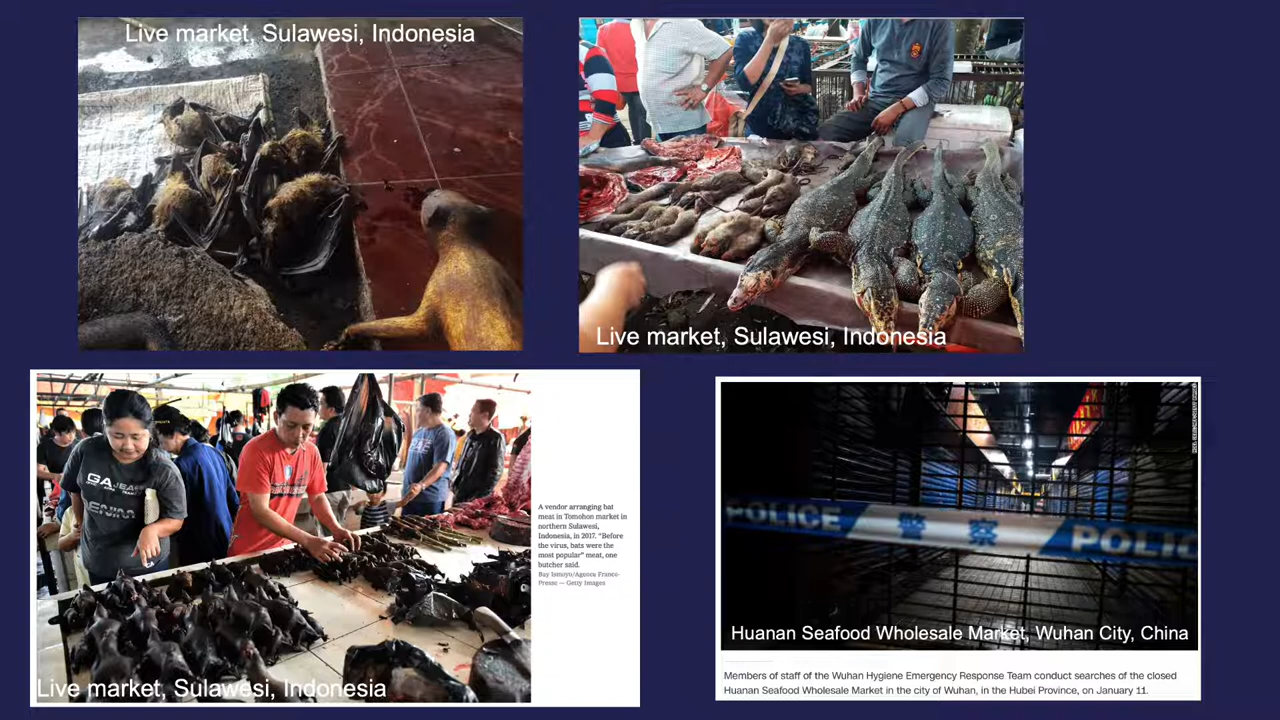 Live market, Sulawesi, Indonesia
Live market, Sulawesi, Indonesia
A vendor arranging bat
meat in Tomohon market in
northern Sulawesi,
Indonesia, in 2017. “Before
the virus, bats were the
most popular” meat, one
butcher said.
Bay Ismoyo/Agence France-
Presse — Getty Images
Live market, Sulawesi, Indonesia
POLICE 警 察 POLIC
Huanan Seafood Wholesale Market, Wuhan City, China
Members of staff of the Wuhan Hygiene Emergency Response Team conduct searches of the closed
Huanan Seafood Wholesale Market in the city of Wuhan, in the Hubei Province, on January 11.